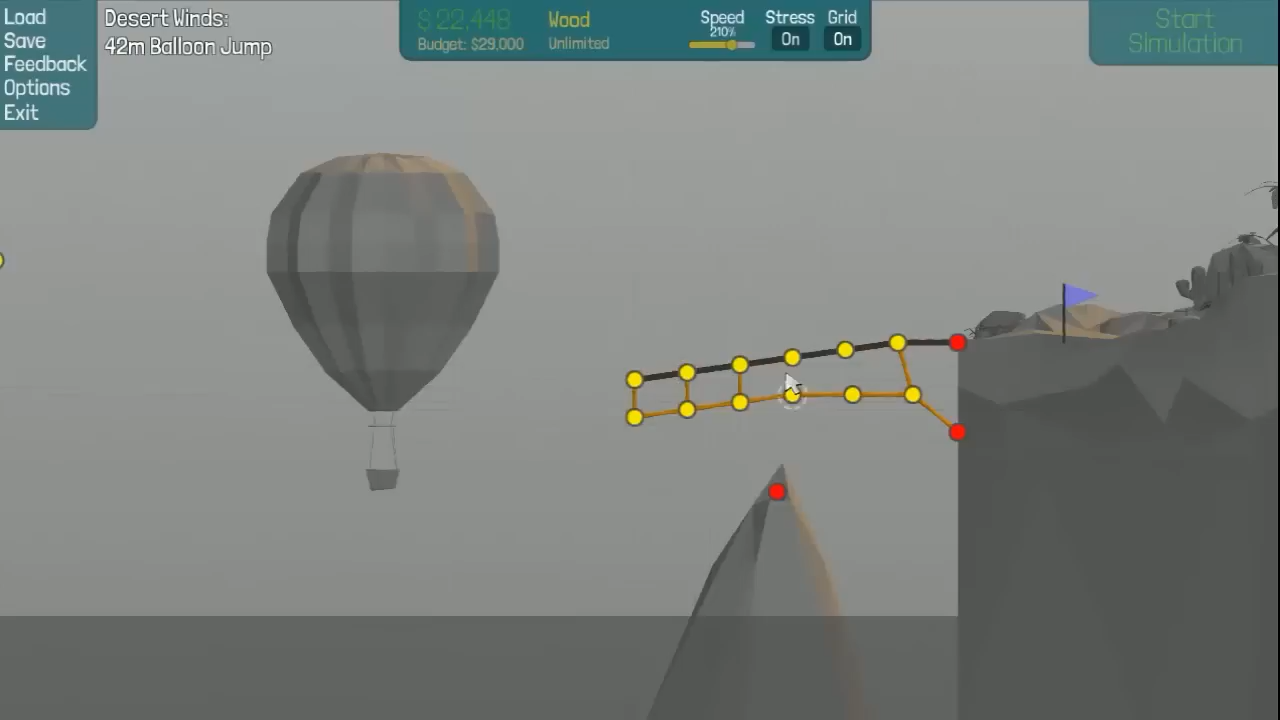 Load
Save
Feedback
Options
Exit
Desert Winds:
42m Balloon Jump
$ 22,448
Budget: $29,000
Wood
Unlimited
Speed
210%
Stress
On
Grid
On
Start
Simulation